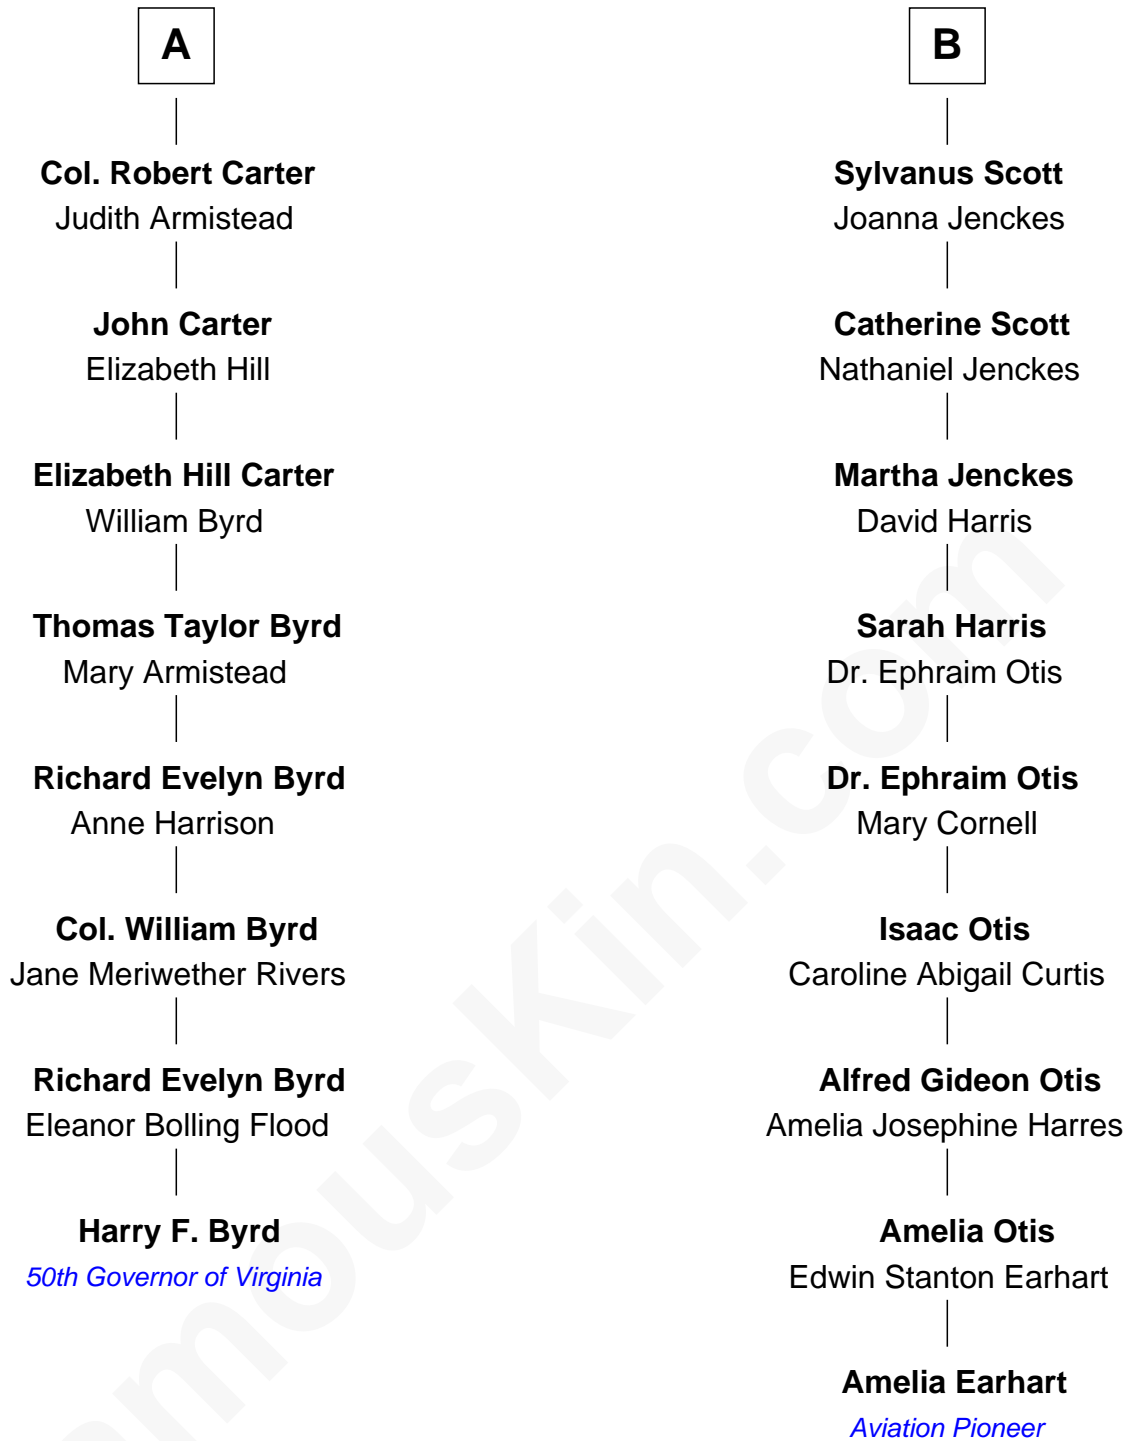 A
Col. Robert Carter
Judith Armistead
John Carter
Elizabeth Hill
Elizabeth Hill Carter
William Byrd
Thomas Taylor Byrd
Mary Armistead
Richard Evelyn Byrd
Anne Harrison
Col. William Byrd
Jane Meriwether Rivers
Richard Evelyn Byrd
Eleanor Bolling Flood
Harry F. Byrd
50th Governor of Virginia
B
Sylvanus Scott
Joanna Jenckes
Catherine Scott
Nathaniel Jenckes
Martha Jenckes
David Harris
Sarah Harris
Dr. Ephraim Otis
Dr. Ephraim Otis
Mary Cornell
Isaac Otis
Caroline Abigail Curtis
Alfred Gideon Otis
Amelia Josephine Harres
Amelia Otis
Edwin Stanton Earhart
Amelia Earhart
Aviation Pioneer
mousKin.com